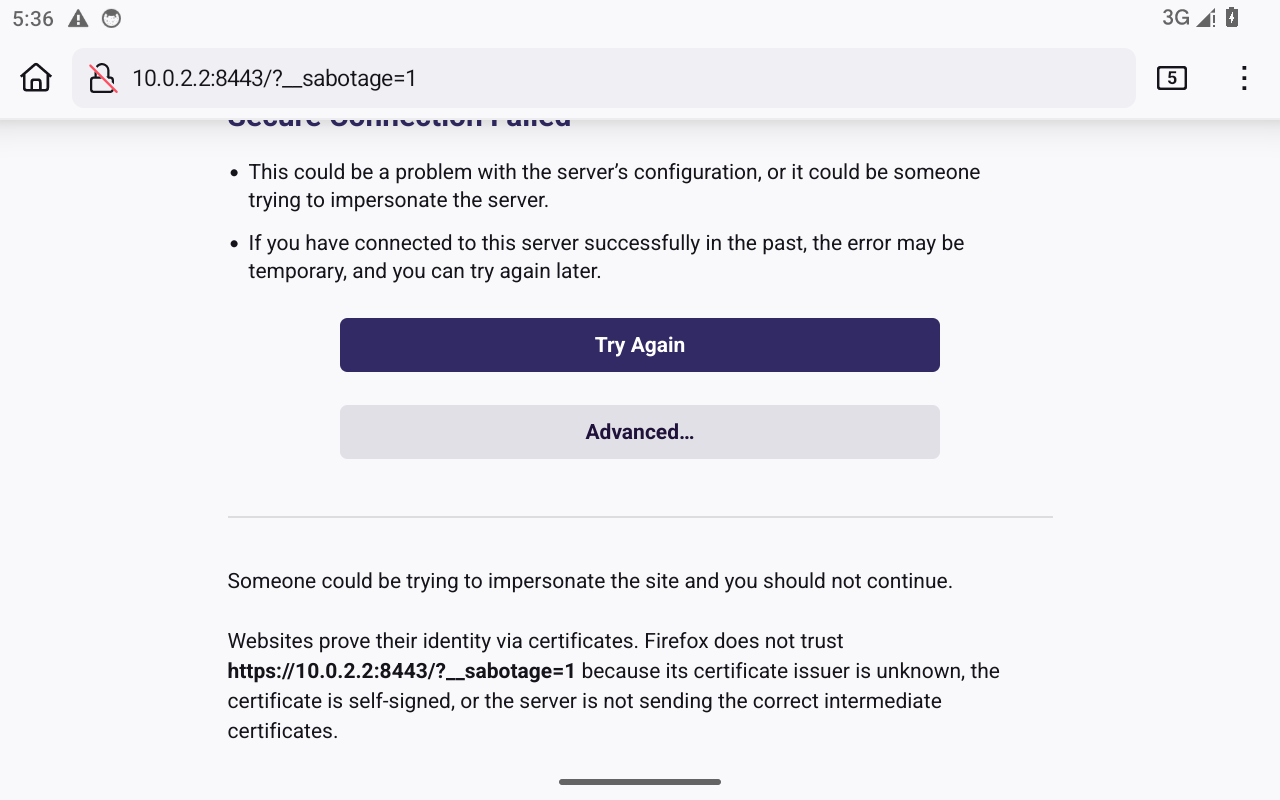 5:36
3G
10.0.2.2:8443/?__sabotage=1
5
Secure Connection Failed
• This could be a problem with the server’s configuration, or it could be someone
trying to impersonate the server.
• If you have connected to this server successfully in the past, the error may be
temporary, and you can try again later.
Try Again
Advanced…
Someone could be trying to impersonate the site and you should not continue.
Websites prove their identity via certificates. Firefox does not trust
https://10.0.2.2:8443/?__sabotage=1 because its certificate issuer is unknown, the
certificate is self-signed, or the server is not sending the correct intermediate
certificates.